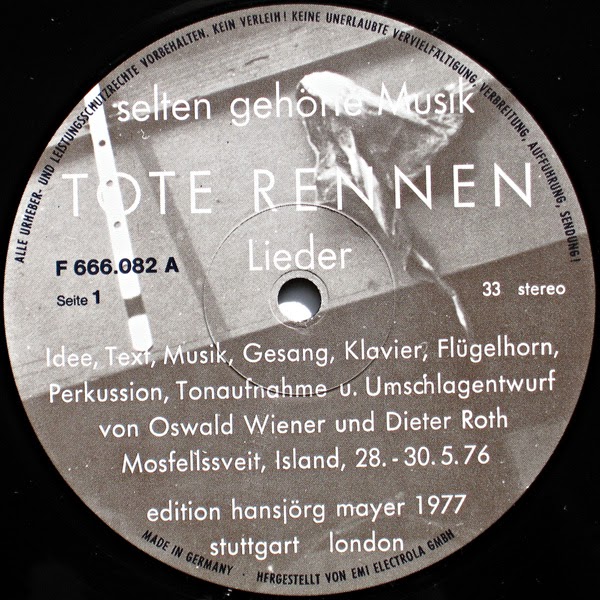 ALLE URHEBER- UND LEISTUNGSSCHUTZRECHTE VORBEHALTEN. KEIN VERLEIH! KEINE UNERLAUBTE VERVIELFÄLTIGUNG, VERBREITUNG, AUFFÜHRUNG, SENDUNG!
selten gehörte Musik
TOTE RENNEN
Lieder
F 666.082 A
Seite 1
33 stereo
Idee, Text, Musik, Gesang, Klavier, Flügelhorn,
Perkussion, Tonaufnahme u. Umschlagentwurf
von Oswald Wiener und Dieter Roth
Mosfellssveit, Island, 28.-30.5.76
edition hansjörg mayer 1977
stuttgart london
MADE IN GERMANY · HERGESTELLT VON EMI ELECTROLA GMBH